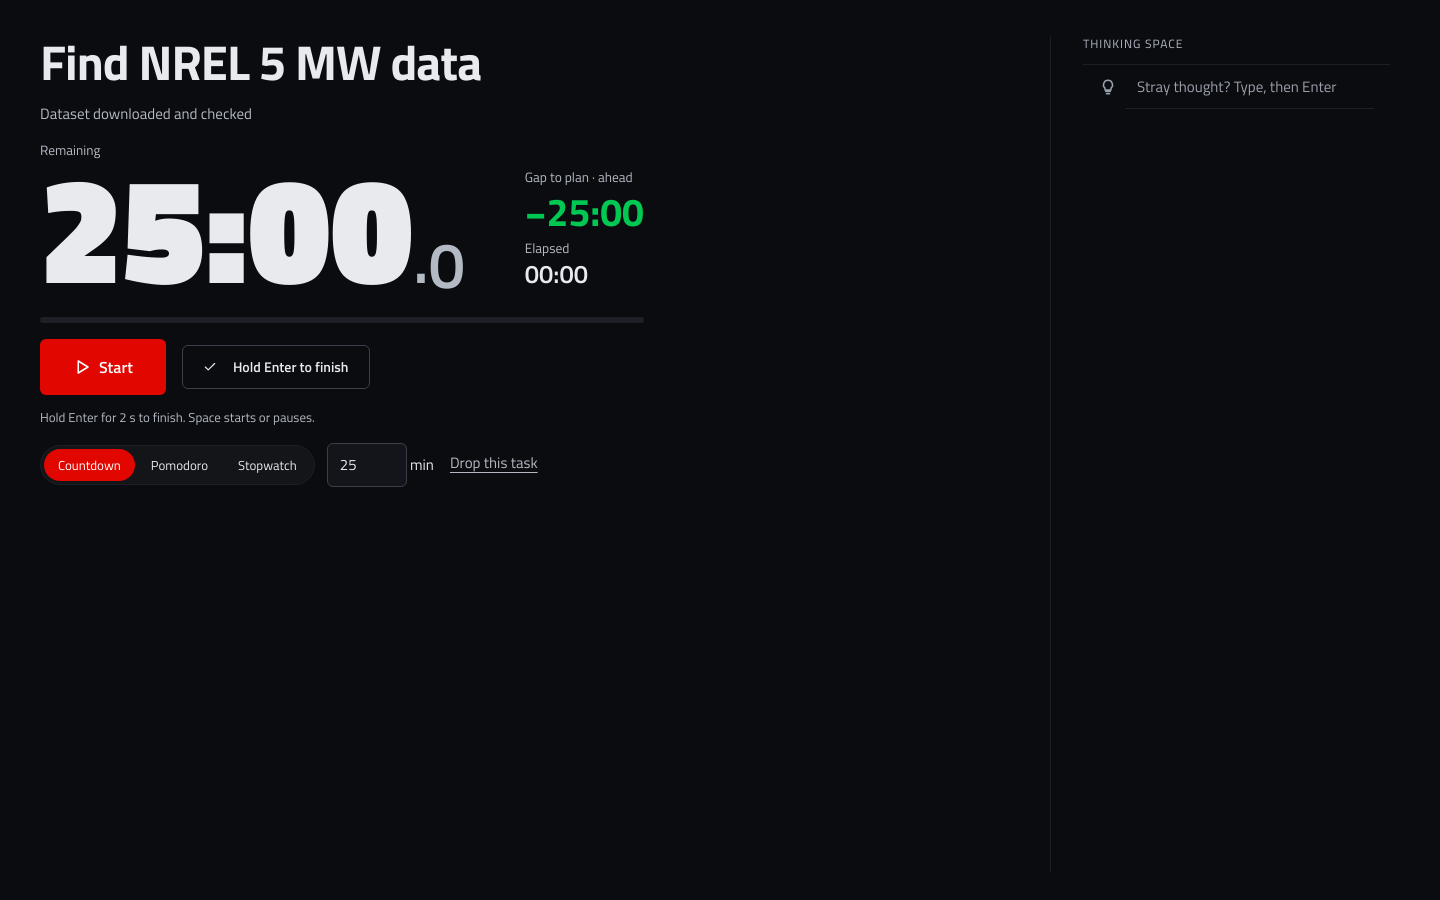 Find NREL 5 MW data
Dataset downloaded and checked
Remaining
25:00.0
Gap to plan · ahead
−25:00
Elapsed
00:00
Start
Hold Enter to finish
Hold Enter for 2 s to finish. Space starts or pauses.
Countdown Pomodoro Stopwatch 25 min Drop this task
THINKING SPACE
Stray thought? Type, then Enter